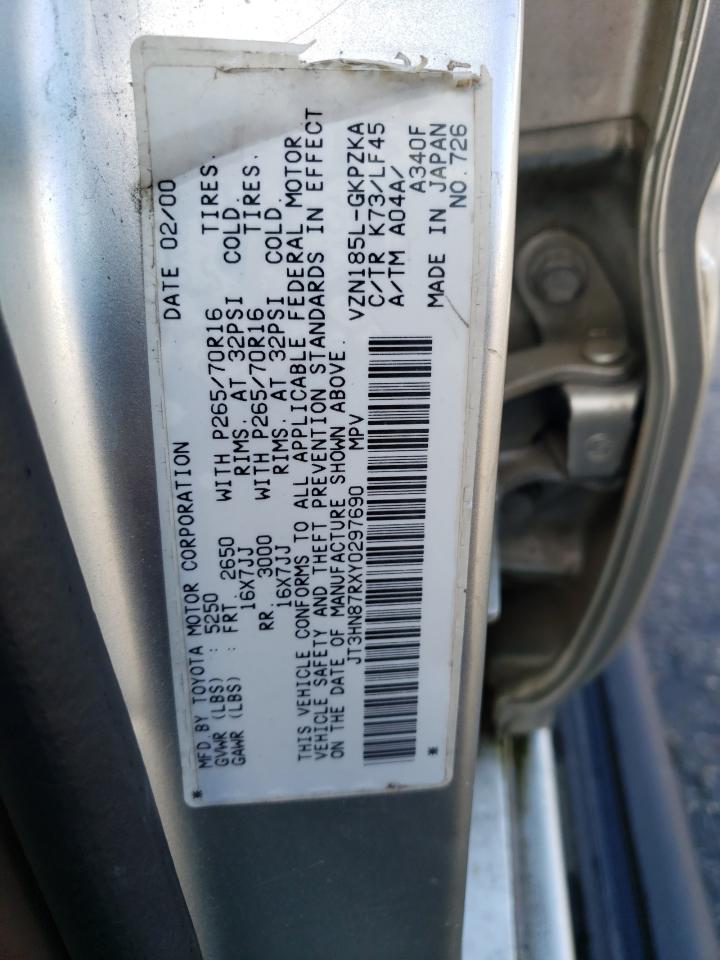 MFD. BY TOYOTA MOTOR CORPORATION DATE 02/00
GVWR (LBS) : 5250
GAWR (LBS) : FRT. 2650 WITH P265/70R16 TIRES.
16X7JJ RIMS. AT 32PSI COLD.
RR. 3000 WITH P265/70R16 TIRES.
16X7JJ RIMS. AT 32PSI COLD.
THIS VEHICLE CONFORMS TO ALL APPLICABLE FEDERAL MOTOR
VEHICLE SAFETY AND THEFT PREVENTION STANDARDS IN EFFECT
ON THE DATE OF MANUFACTURE SHOWN ABOVE.
JT3HN87RXY0297690 MPV VZN185L-GKPZKA
C/TR K73/LF45
A/TM A04A/
A340F
MADE IN JAPAN
NO.726